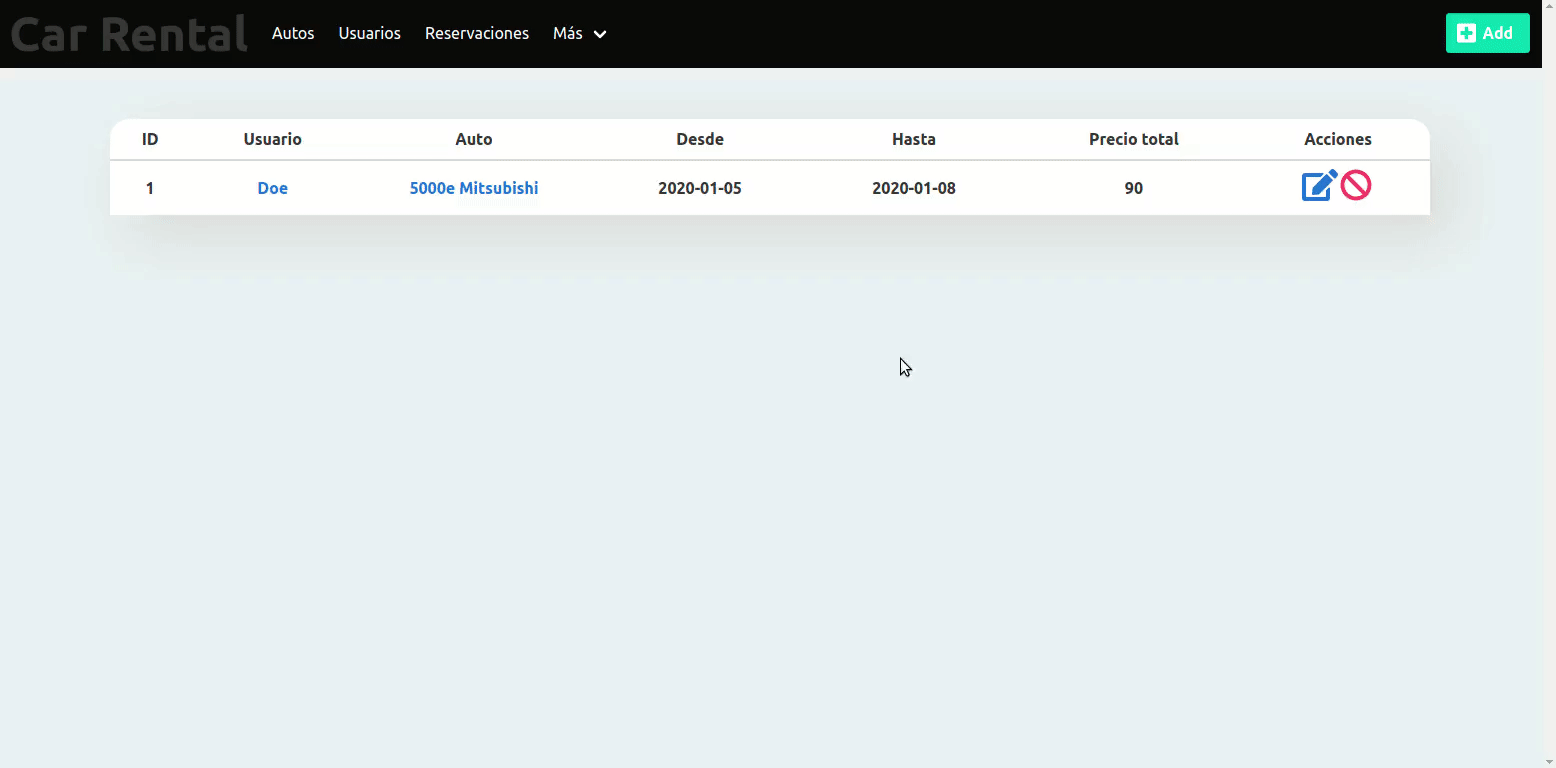 Car Rental Autos Usuarios Reservaciones Más Add
ID Usuario Auto Desde Hasta Precio total Acciones
1 Doe 5000e Mitsubishi 2020-01-05 2020-01-08 90